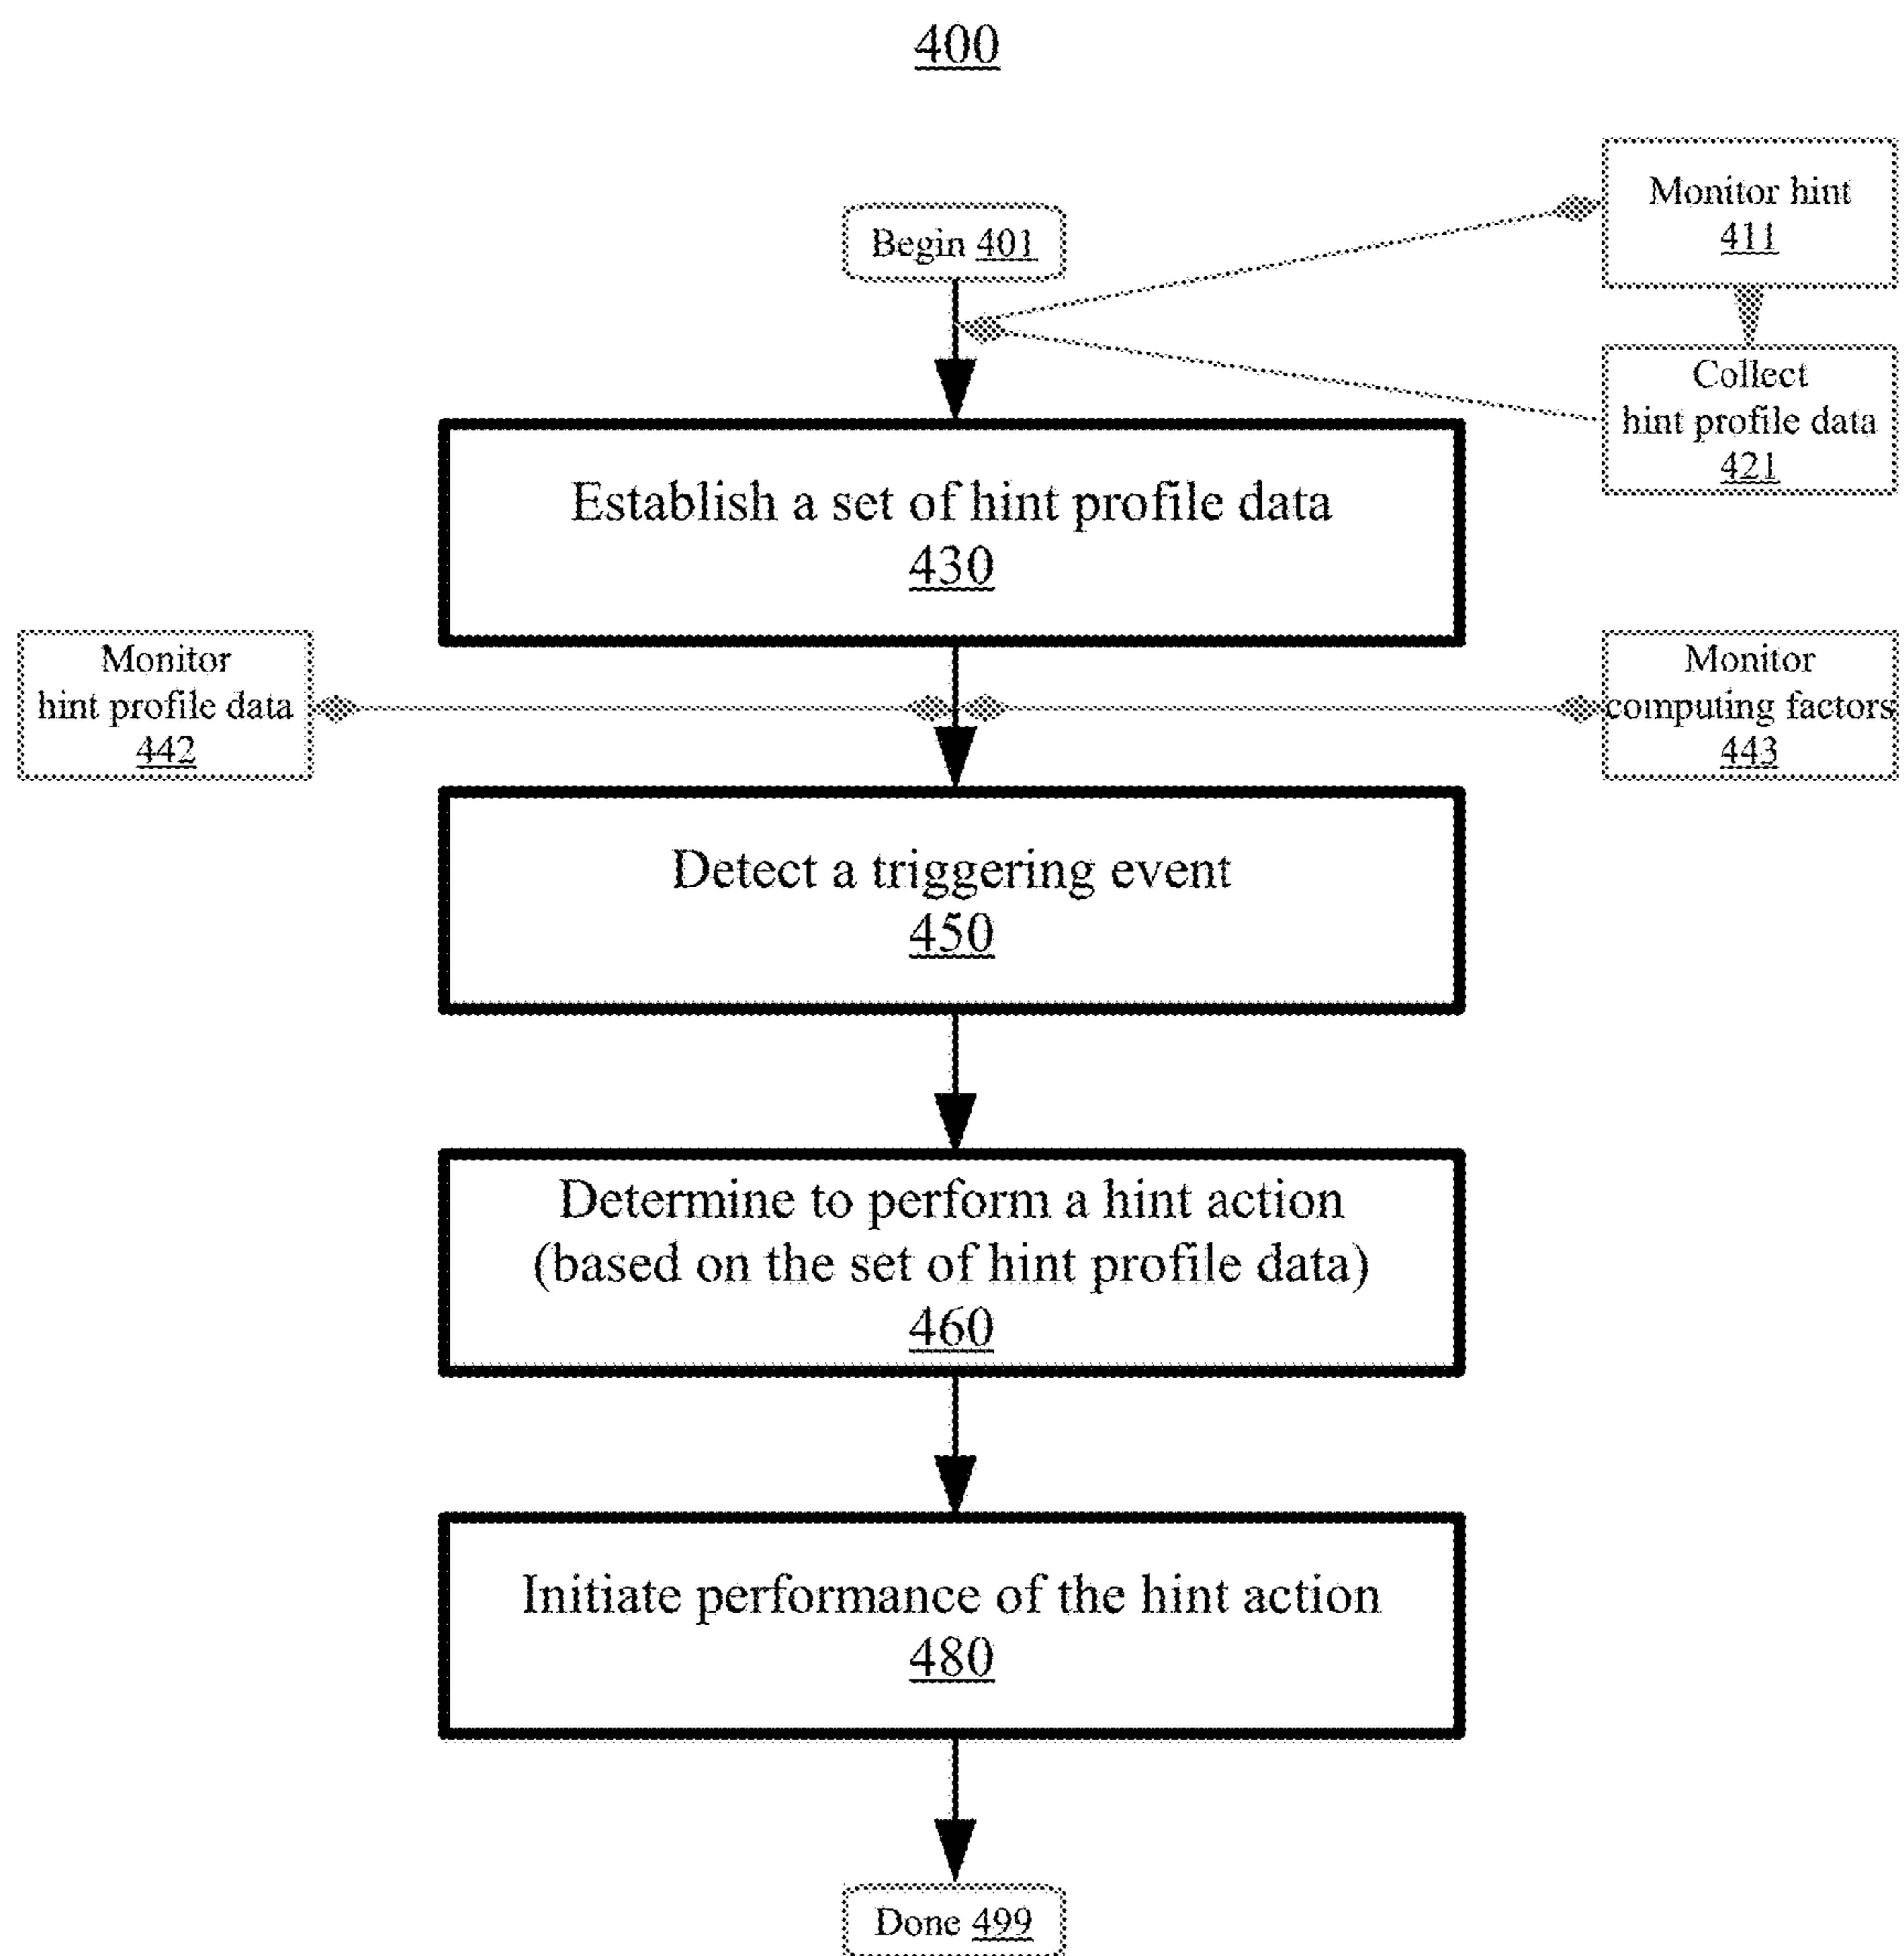 400
Begin 401
Monitor hint
411
Collect
hint profile data
421
Establish a set of hint profile data
430
Monitor
hint profile data
442
Monitor
computing factors
443
Detect a triggering event
450
Determine to perform a hint action
(based on the set of hint profile data)
460
Initiate performance of the hint action
480
Done 499